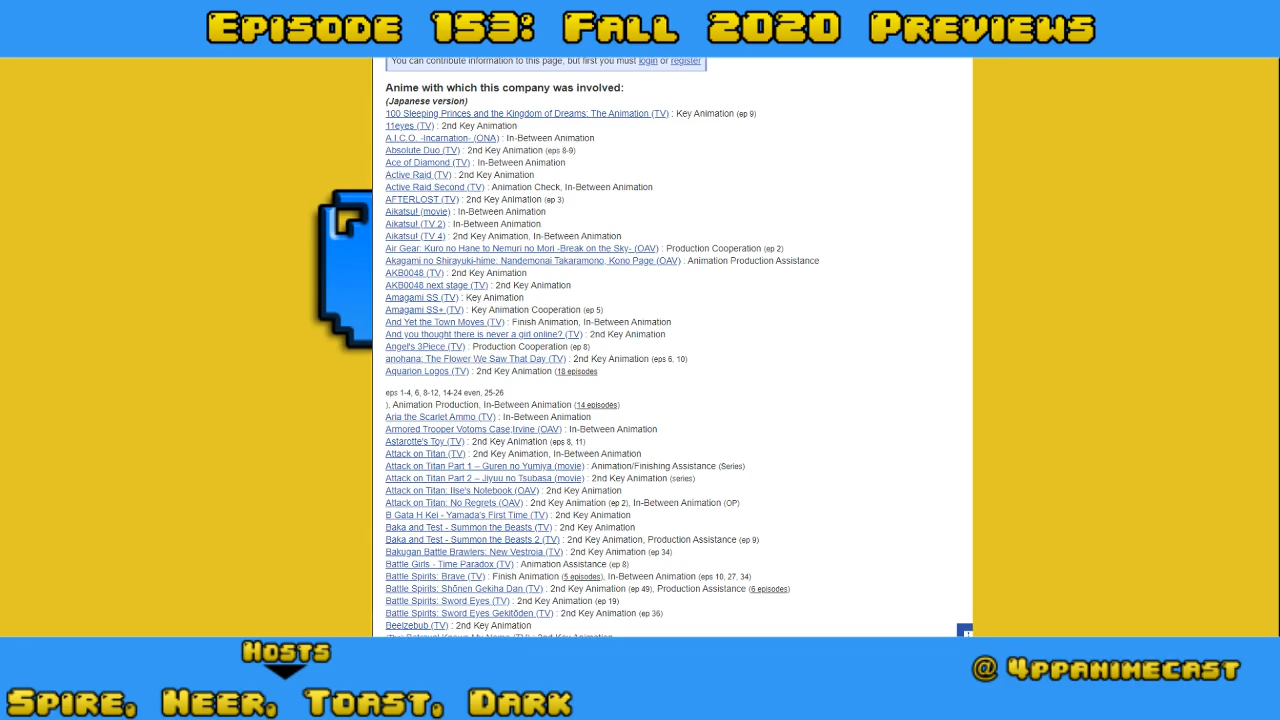 Episode 153: Fall 2020 Previews
You can contribute information to this page, but first you must login or register
Anime with which this company was involved:
(Japanese version)
100 Sleeping Princes and the Kingdom of Dreams: The Animation (TV) : Key Animation (ep 9)
11eyes (TV) : 2nd Key Animation
A.I.C.O. -Incarnation- (ONA) : In-Between Animation
Absolute Duo (TV) : 2nd Key Animation (eps 8-9)
Ace of Diamond (TV) : In-Between Animation
Active Raid (TV) : 2nd Key Animation
Active Raid Second (TV) : Animation Check, In-Between Animation
AFTERLOST (TV) : 2nd Key Animation (ep 3)
Aikatsu! (movie) : In-Between Animation
Aikatsu! (TV 2) : In-Between Animation
Aikatsu! (TV 4) : 2nd Key Animation, In-Between Animation
Air Gear: Kuro no Hane to Nemuri no Mori -Break on the Sky- (OAV) : Production Cooperation (ep 2)
Akagami no Shirayuki-hime: Nandemonai Takaramono, Kono Page (OAV) : Animation Production Assistance
AKB0048 (TV) : 2nd Key Animation
AKB0048 next stage (TV) : 2nd Key Animation
Amagami SS (TV) : Key Animation
Amagami SS+ (TV) : Key Animation Cooperation (ep 5)
And Yet the Town Moves (TV) : Finish Animation, In-Between Animation
And you thought there is never a girl online? (TV) : 2nd Key Animation
Angel's 3Piece (TV) : Production Cooperation (ep 8)
anohana: The Flower We Saw That Day (TV) : 2nd Key Animation (eps 6, 10)
Aquarion Logos (TV) : 2nd Key Animation (18 episodes
eps 1-4, 6, 8-12, 14-24 even, 25-26
), Animation Production, In-Between Animation (14 episodes)
Aria the Scarlet Ammo (TV) : In-Between Animation
Armored Trooper Votoms Case;Irvine (OAV) : In-Between Animation
Astarotte's Toy (TV) : 2nd Key Animation (eps 8, 11)
Attack on Titan (TV) : 2nd Key Animation, In-Between Animation
Attack on Titan Part 1 – Guren no Yumiya (movie) : Animation/Finishing Assistance (Series)
Attack on Titan Part 2 – Jiyuu no Tsubasa (movie) : 2nd Key Animation (series)
Attack on Titan: Ilse's Notebook (OAV) : 2nd Key Animation
Attack on Titan: No Regrets (OAV) : 2nd Key Animation (ep 2), In-Between Animation (OP)
B Gata H Kei - Yamada's First Time (TV) : 2nd Key Animation
Baka and Test - Summon the Beasts (TV) : 2nd Key Animation
Baka and Test - Summon the Beasts 2 (TV) : 2nd Key Animation, Production Assistance (ep 9)
Bakugan Battle Brawlers: New Vestroia (TV) : 2nd Key Animation (ep 34)
Battle Girls - Time Paradox (TV) : Animation Assistance (ep 8)
Battle Spirits: Brave (TV) : Finish Animation (5 episodes), In-Between Animation (eps 10, 27, 34)
Battle Spirits: Shōnen Gekiha Dan (TV) : 2nd Key Animation (ep 49), Production Assistance (6 episodes)
Battle Spirits: Sword Eyes (TV) : 2nd Key Animation (ep 19)
Battle Spirits: Sword Eyes Gekitōden (TV) : 2nd Key Animation (ep 36)
Beelzebub (TV) : 2nd Key Animation
Hosts
Spire, Neer, Toast, Dark
@ 4ppanimecast